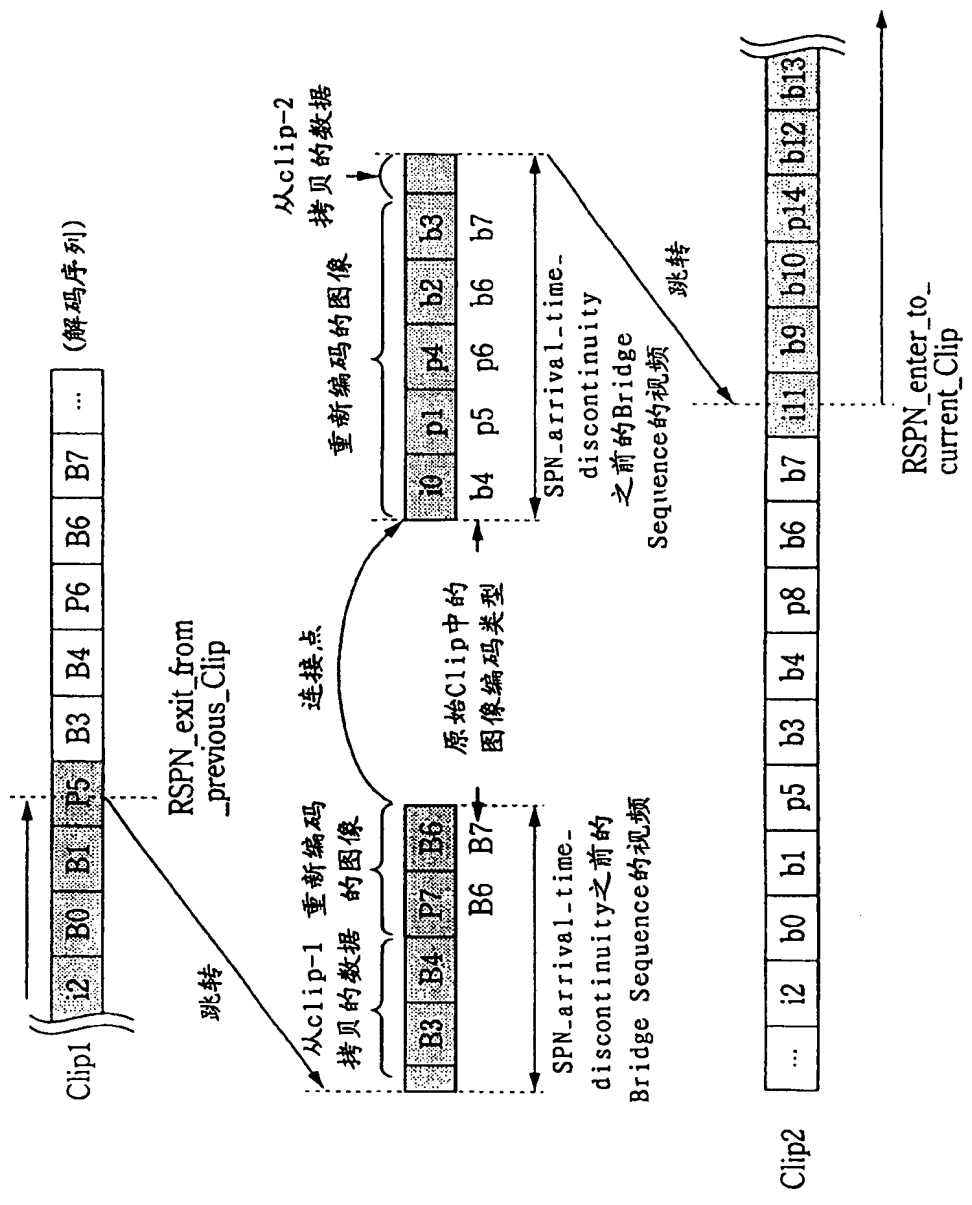 Clip1
i2 B0 B1 P5 B3 B4 P6 B6 B7 ...
(解码序列)
RSPN_exit_from
_previous_Clip
跳转
从clip-1
拷贝的数据
重新编码
的图像
B3 B4 P7 B6
B6 B7
SPN_arrival_time_
discontinuity之前的
Bridge Sequence的视频
连接点
原始Clip中的
图像编码类型
重新编码的图像
从clip-2
拷贝的数据
i0 p1 p4 b2 b3
b4 p5 p6 b6 b7
SPN_arrival_time_
discontinuity
之前的Bridge
Sequence的视频
跳转
Clip2
... i2 b0 b1 p5 b3 b4 p8 b6 b7 i11 b9 b10 p14 b12 b13
RSPN_enter_to_
current_Clip